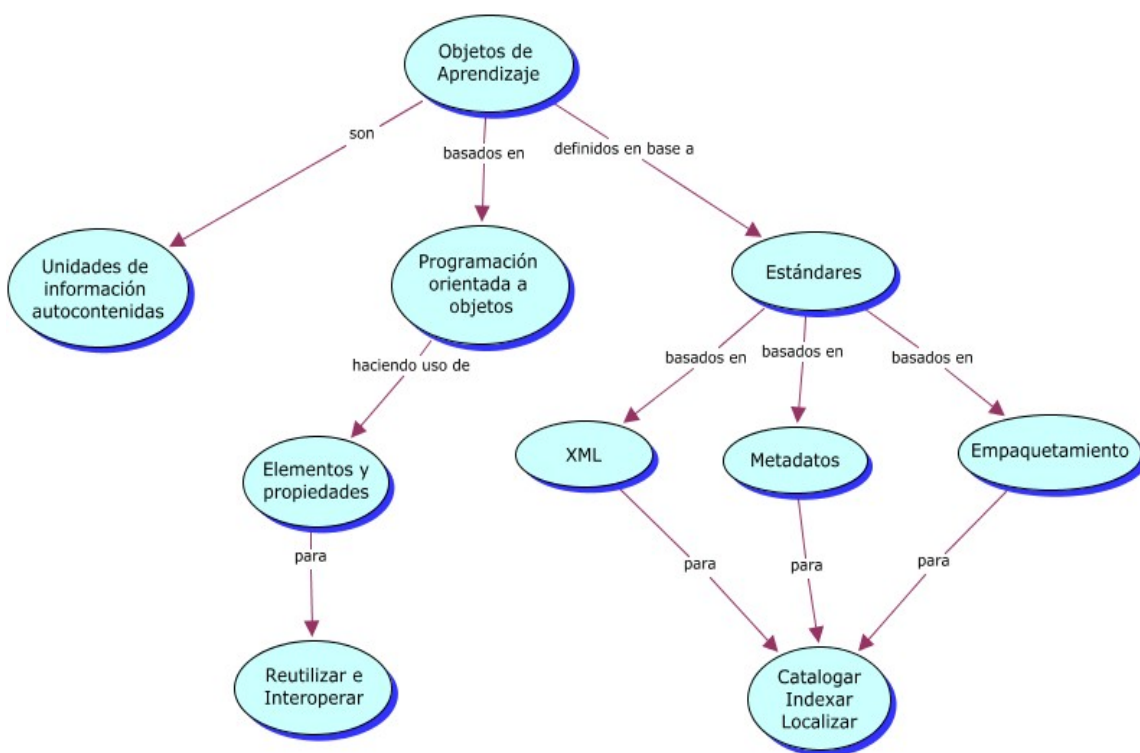 Objetos de
Aprendizaje
son
basados en
definidos en base a
Unidades de
información
autocontenidas
Programación
orientada a
objetos
Estándares
haciendo uso de
basados en
basados en
basados en
Elementos y
propiedades
XML
Metadatos
Empaquetamiento
para
para
para
para
Reutilizar e
Interoperar
Catalogar
Indexar
Localizar